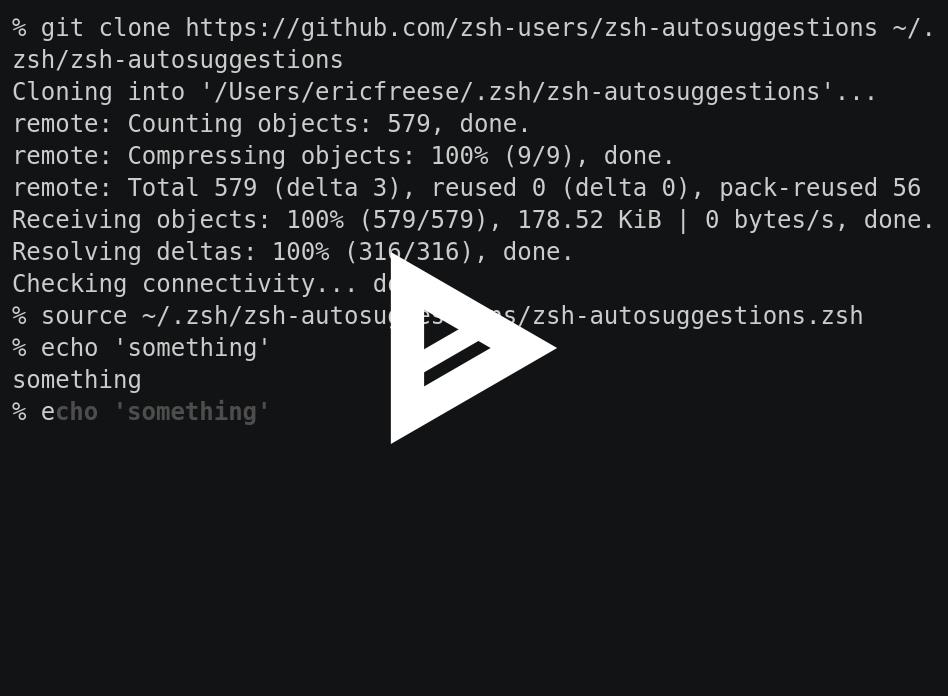 % git clone https://github.com/zsh-users/zsh-autosuggestions ~/.
zsh/zsh-autosuggestions
Cloning into '/Users/ericfreese/.zsh/zsh-autosuggestions'...
remote: Counting objects: 579, done.
remote: Compressing objects: 100% (9/9), done.
remote: Total 579 (delta 3), reused 0 (delta 0), pack-reused 56
Receiving objects: 100% (579/579), 178.52 KiB | 0 bytes/s, done.
Resolving deltas: 100% (316/316), done.
Checking connectivity...
% source ~/.zsh/zsh-autosuggestions/zsh-autosuggestions.zsh
% echo 'something'
something
% echo 'something'